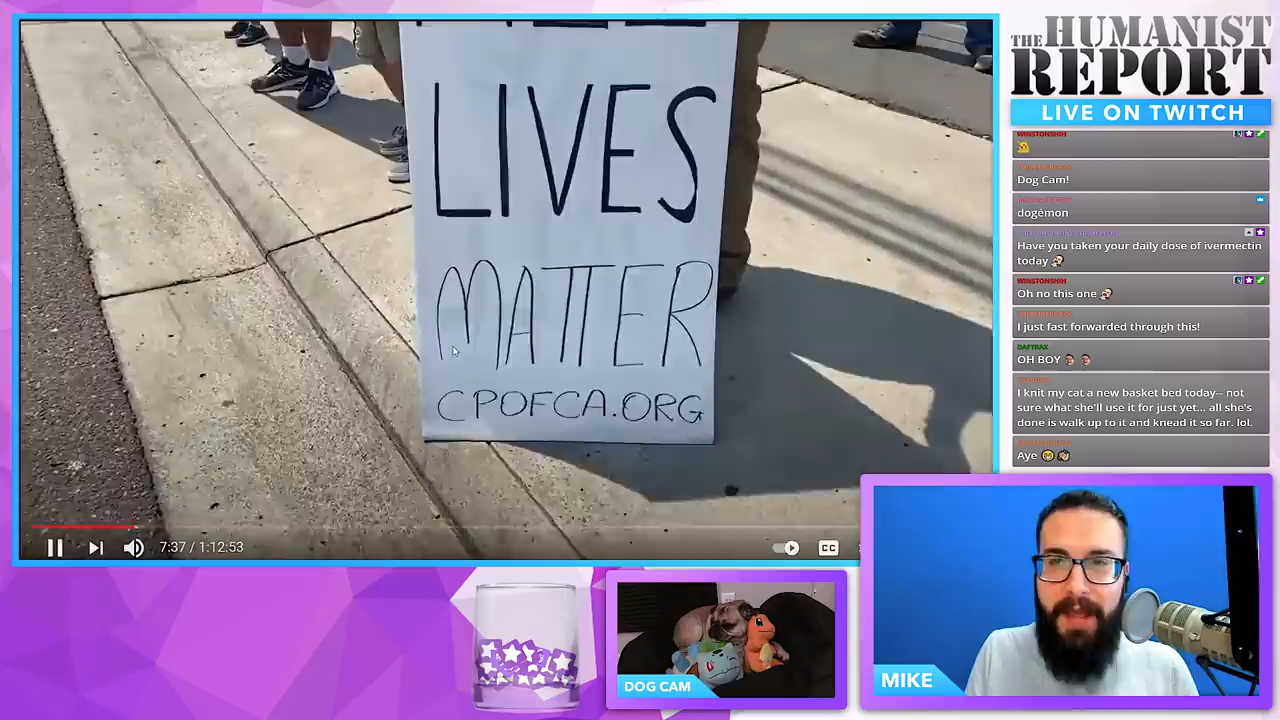 LIVES
MATTER
CPOFCA.ORG
7:37 / 1:12:53
CC
THE HUMANIST
REPORT
LIVE ON TWITCH
WINSTONSHIH
Dog Cam!
dogémon
Have you taken your daily dose of ivermectin
today
WINSTONSHIH
Oh no this one
I just fast forwarded through this!
DAFTRAX
OH BOY
I knit my cat a new basket bed today-- not
sure what she'll use it for just yet... all she's
done is walk up to it and knead it so far. lol.
Aye
DOG CAM
MIKE